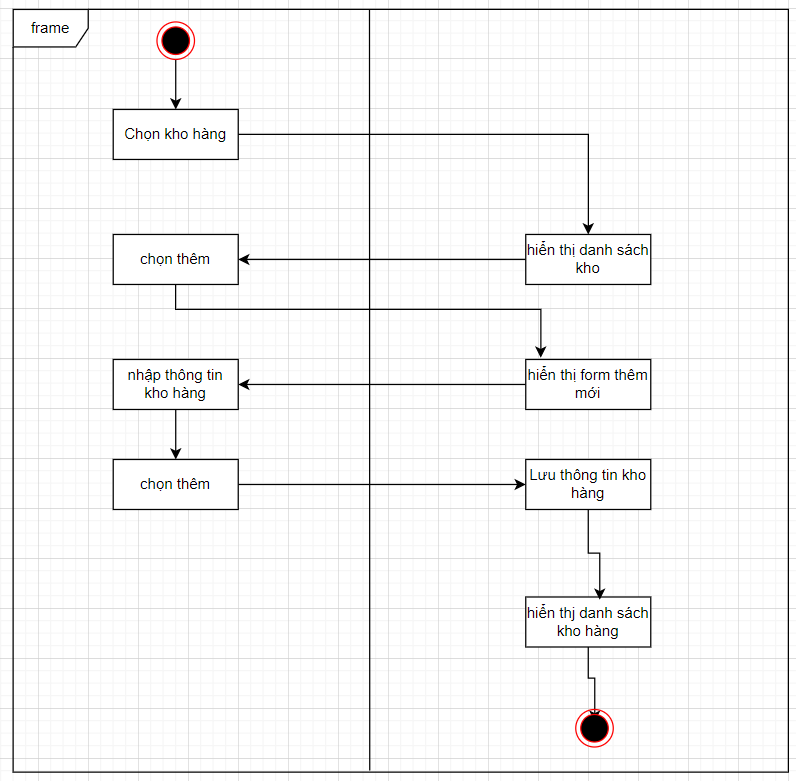 frame
Chọn kho hàng
hiển thị danh sách
kho
chọn thêm
hiển thị form thêm
mới
nhập thông tin
kho hàng
chọn thêm
Lưu thông tin kho
hàng
hiển thj danh sách
kho hàng